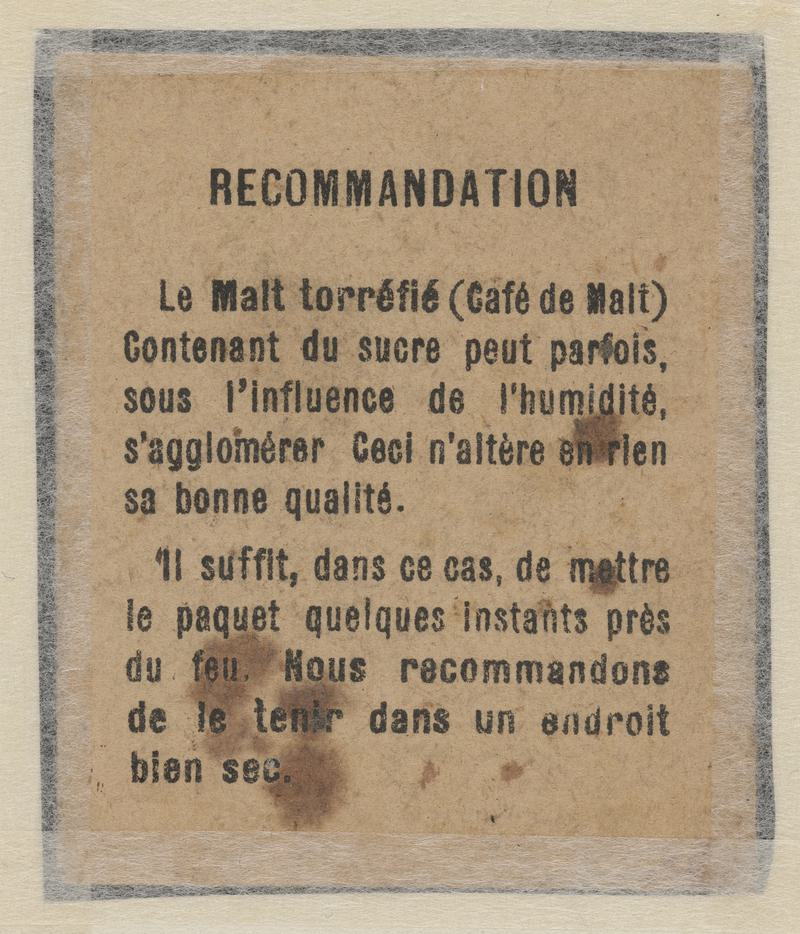 RECOMMANDATION
Le Malt torréfié (Café de Malt)
Contenant du sucre peut parfois,
sous l'influence de l'humidité,
s'agglomérer Ceci n'altère en rien
sa bonne qualité.
'Il suffit, dans ce cas, de mettre
le paquet quelques instants près
du feu. Nous recommandons
de le tenir dans un endroit
bien sec.